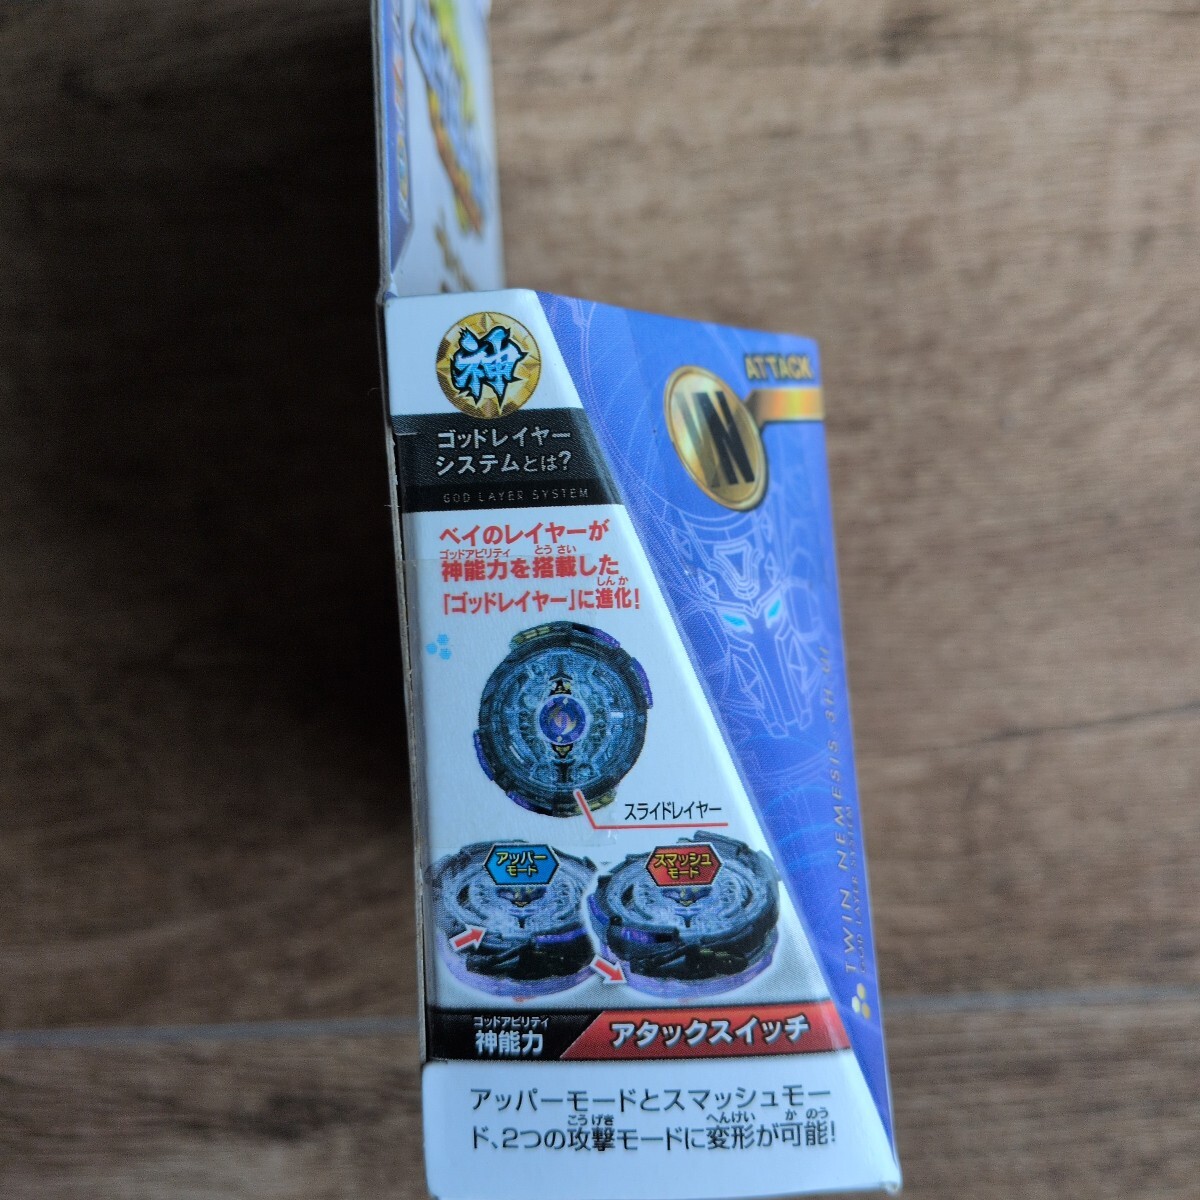 神
ゴッドレイヤー
システムとは?
GOD LAYER SYSTEM
ベイのレイヤーが
ゴッドアビリティ とうさい
神能力を搭載した
しんか
「ゴッドレイヤー」に進化!
スライドレイヤー
アッパー
モード
スマッシュ
モード
ゴッドアビリティ
神能力
アタックスイッチ
アッパーモードとスマッシュモー
こうげき へんけい かのう
ド、2つの攻撃モードに変形が可能!
ATTACK
N
TWIN NEMESIS
GOD LAYER SYSTEM